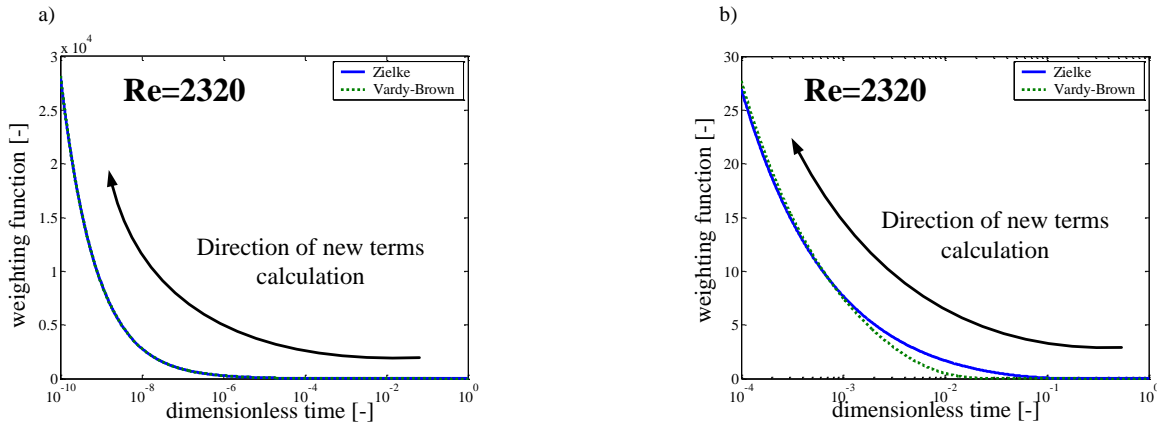 a)
x 10^4
3
2.5
2
1.5
1
0.5
0
weighting function [-]
Re=2320
Zielke
Vardy-Brown
Direction of new terms
calculation
10^-10
10^-8
10^-6
10^-4
10^-2
10^0
dimensionless time [-]
b)
30
25
20
15
10
5
0
weighting function [-]
Re=2320
Zielke
Vardy-Brown
Direction of new terms
calculation
10^-4
10^-3
10^-2
10^-1
10^0
dimensionless time [-]